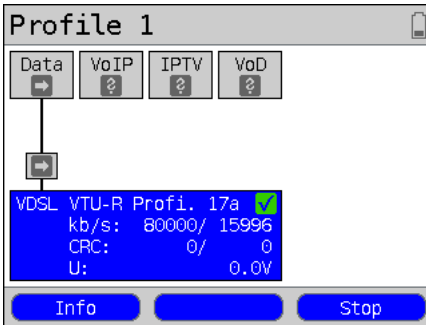 Profile 1
Data VoIP IPTV VoD
? ? ?
VDSL VTU-R Profi. 17a
kb/s: 80000/ 15996
CRC: 0/ 0
U: 0.0V
Info Stop